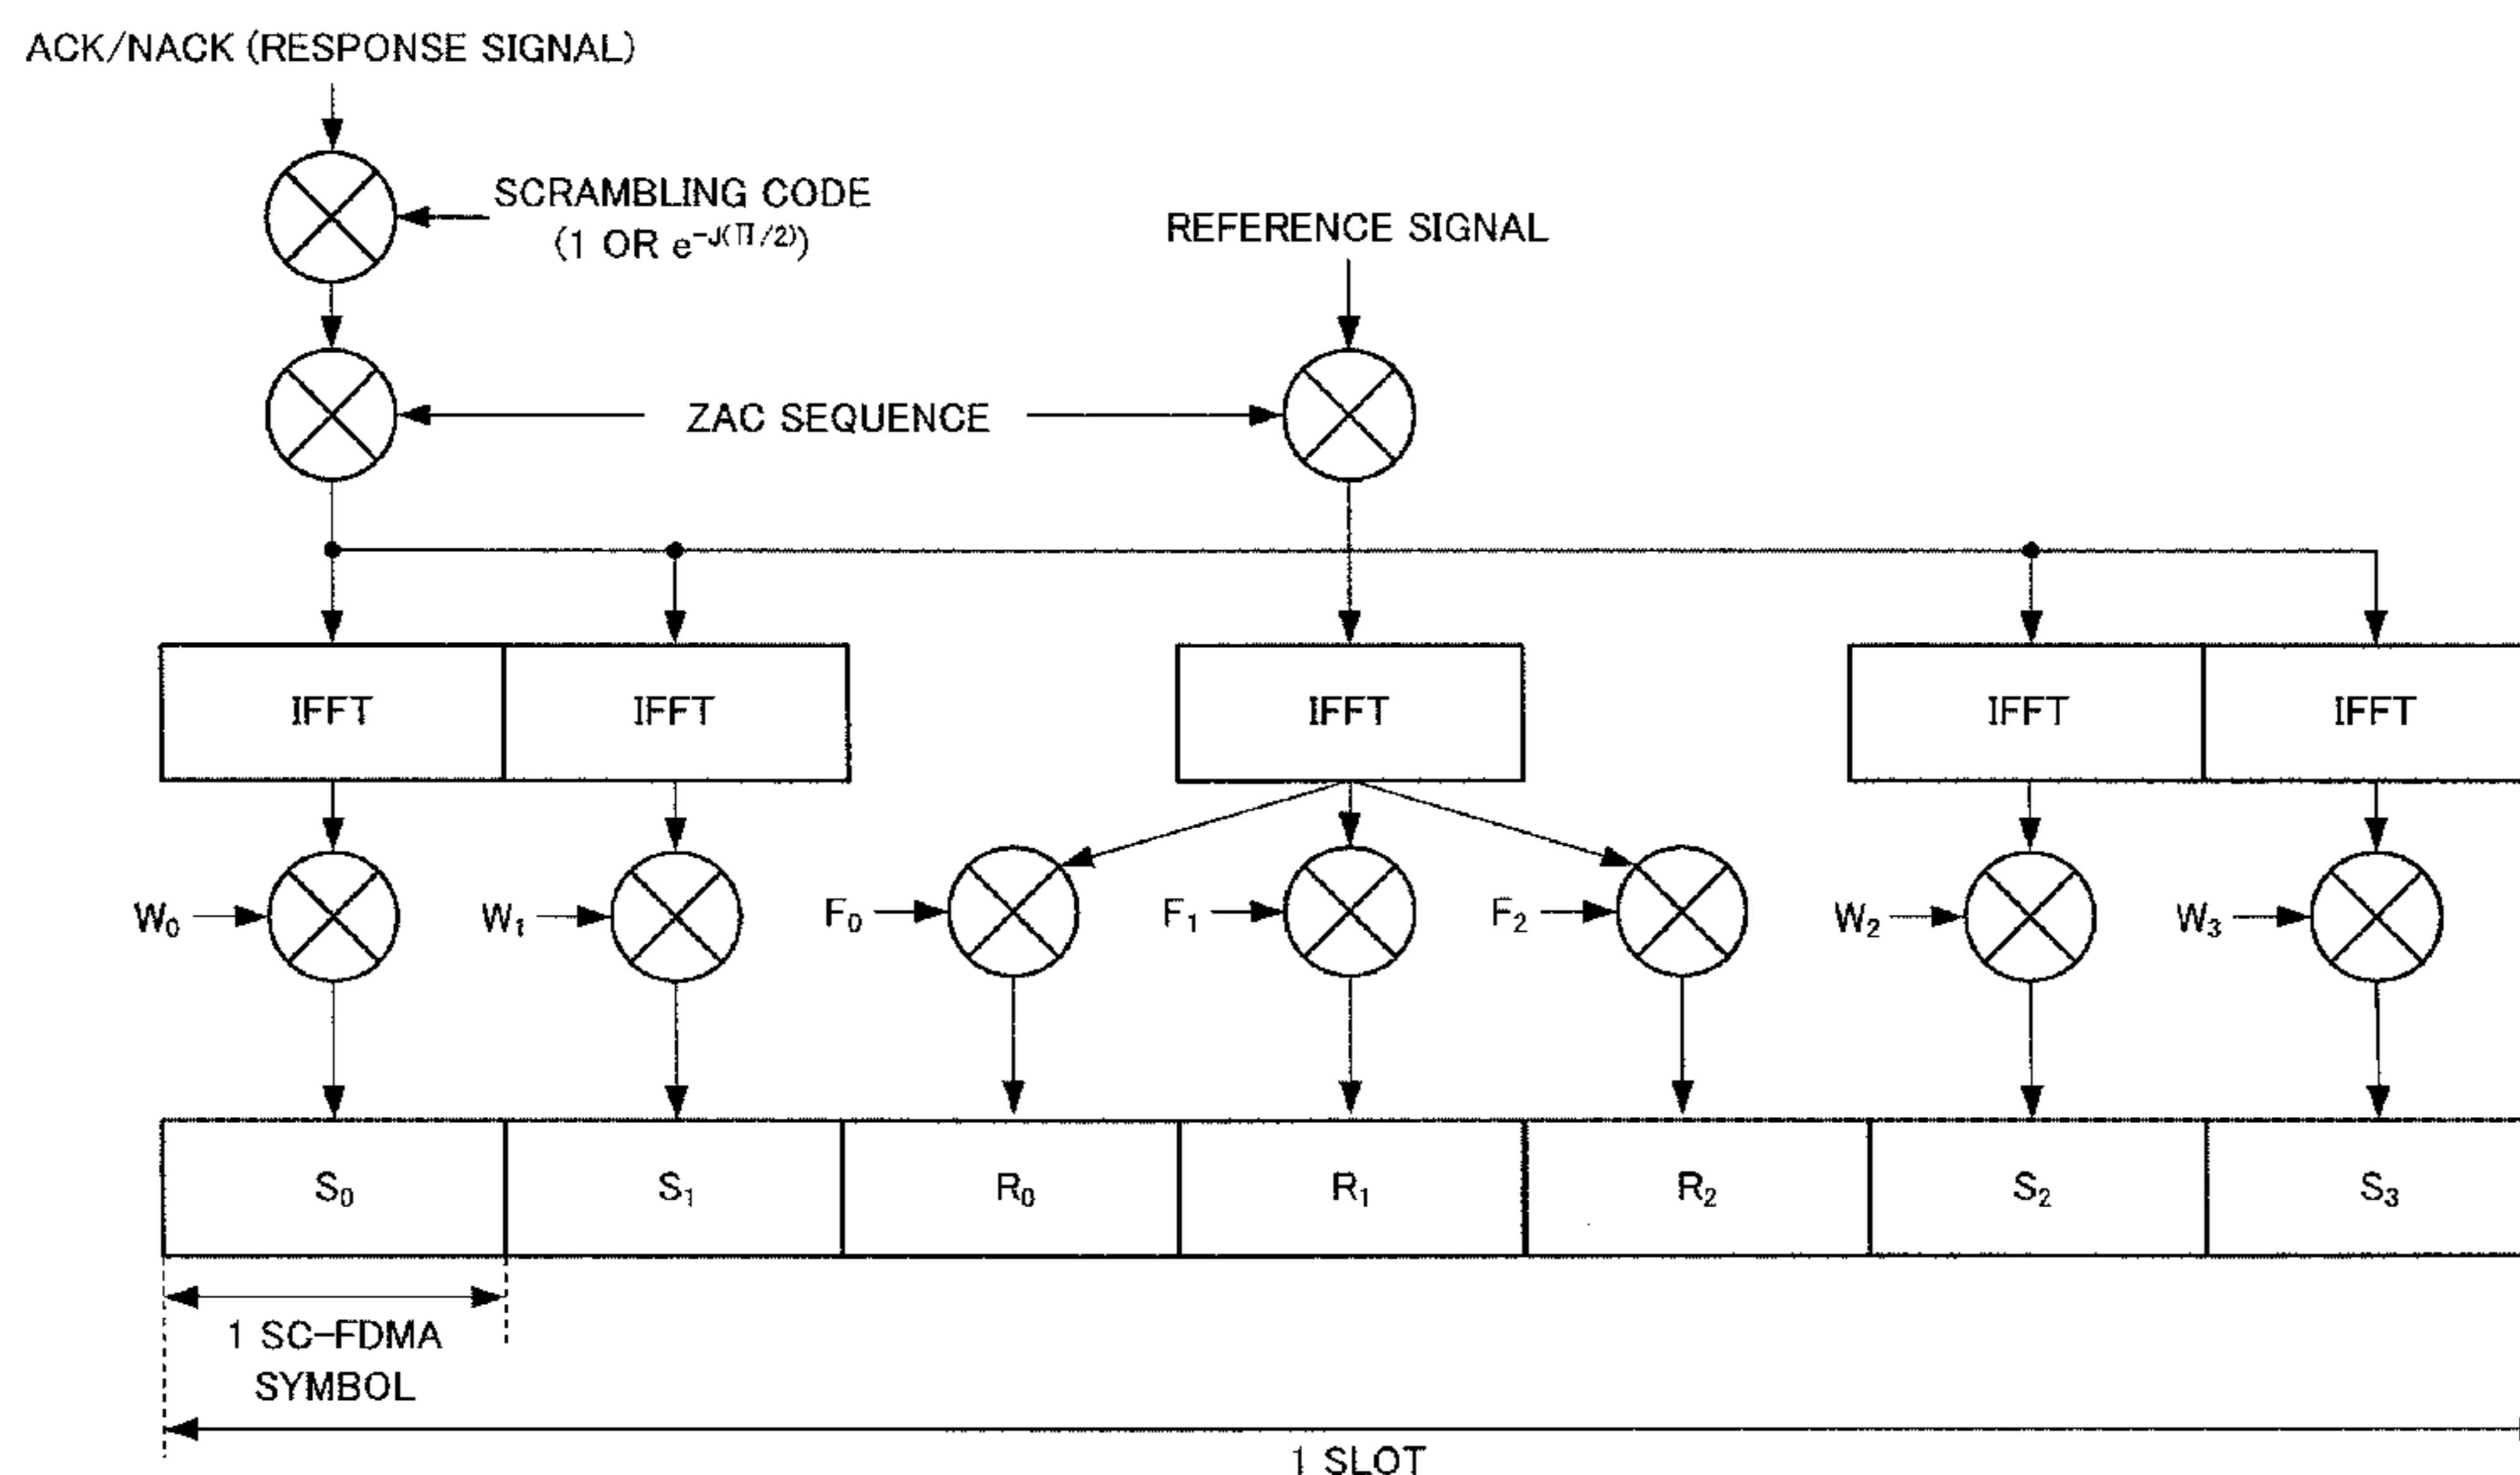 ACK/NACK (RESPONSE SIGNAL)
SCRAMBLING CODE
(1 OR e^-J(π/2))
REFERENCE SIGNAL
ZAC SEQUENCE
IFFT IFFT IFFT IFFT IFFT
W₀ W₁ F₀ F₁ F₂ W₂ W₃
S₀ S₁ R₀ R₁ R₂ S₂ S₃
1 SC-FDMA
SYMBOL
1 SLOT